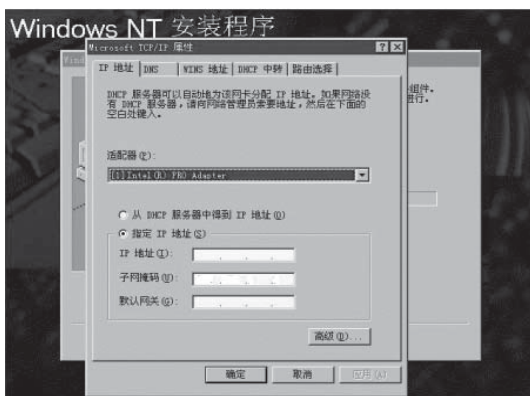 Windows NT 安装程序
Microsoft TCP/IP 属性
IP 地址 DNS WINS 地址 DHCP 中转 路由选择
DHCP 服务器可以自动地为该网卡分配 IP 地址。如果网络没
有 DHCP 服务器，请向网络管理员索要地址，然后在下面的
空白处键入。
组件。
进行。
适配器(P):
[1]Intel(R) PRO Adapter
从 DHCP 服务器中得到 IP 地址(O)
指定 IP 地址(S)
IP 地址(I):
子网掩码(U):
默认网关(G):
高级(D)...
确定 取消 应用(A)